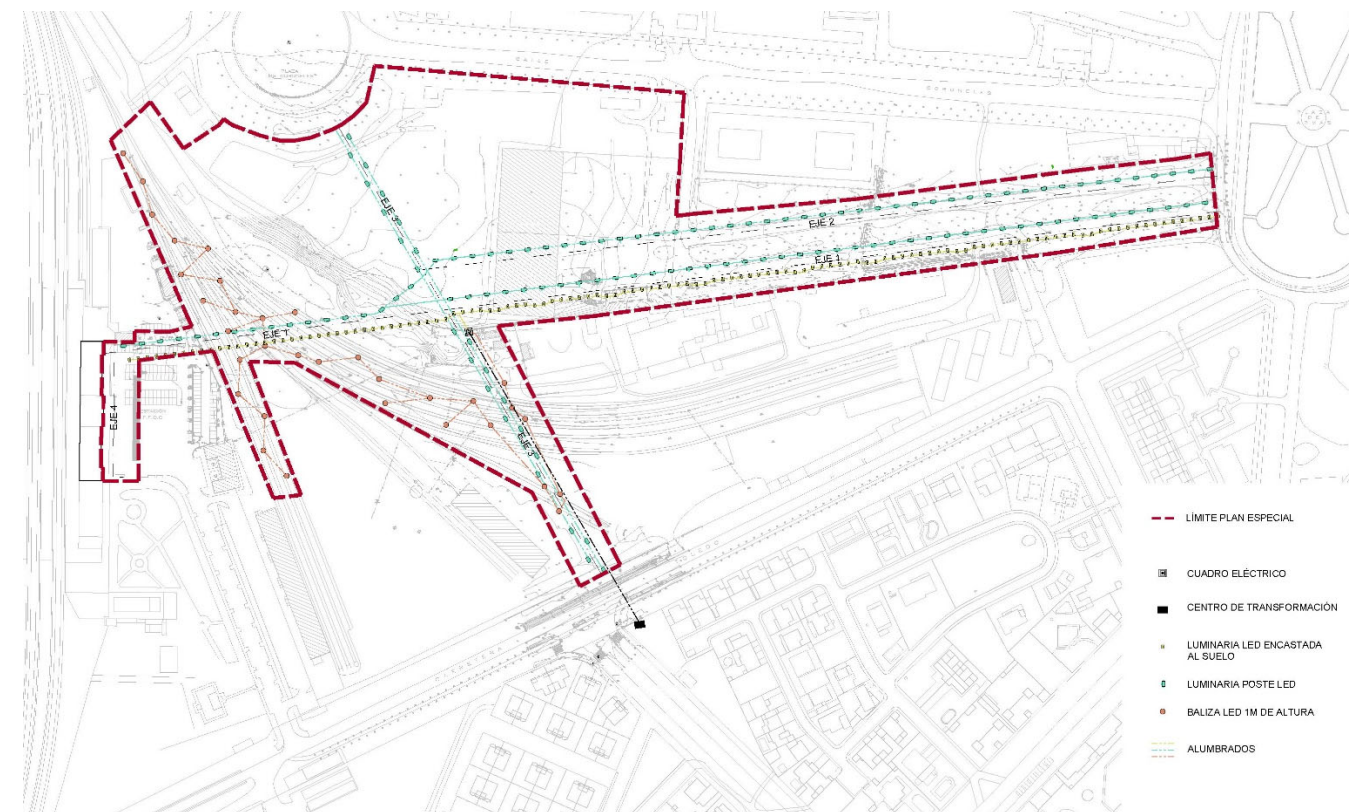 PLAZA
EJE 3
EJE 2
EJE 1
EJE 1
EJE 4
EJE 3
LÍMITE PLAN ESPECIAL
CUADRO ELÉCTRICO
CENTRO DE TRANSFORMACIÓN
LUMINARIA LED ENCASTADA
AL SUELO
LUMINARIA POSTE LED
BALIZA LED 1M DE ALTURA
ALUMBRADOS